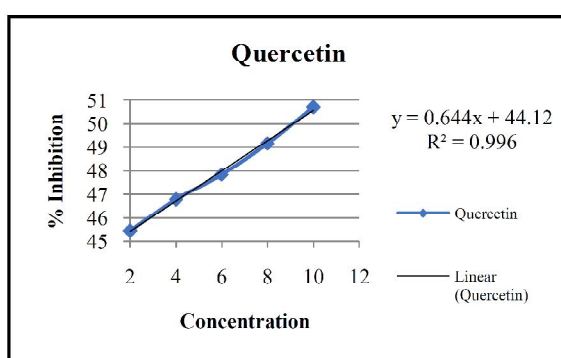 Quercetin
51
50
49
48
47
46
45
2 4 6 8 10 12
% Inhibition
Concentration
y = 0.644x + 44.12
R² = 0.996
Quercetin
Linear
(Quercetin)